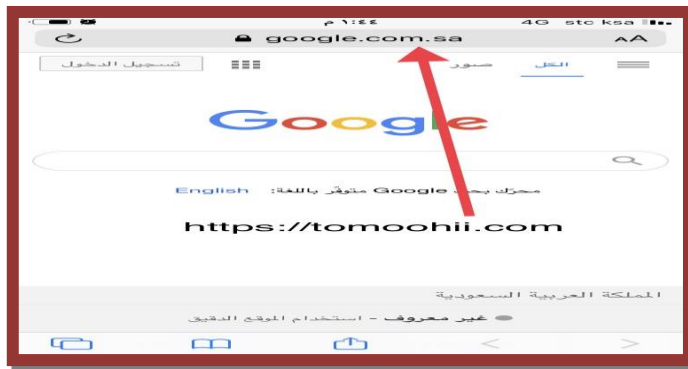 ١:٤٤ م 4G stc ksa
google.com.sa AA
الكل صور تسجيل الدخول
Google
محرّك بحث Google متوفّر باللغة: English
https://tomoohii.com
المملكة العربية السعودية
غير معروف - استخدام الموقع الدقيق